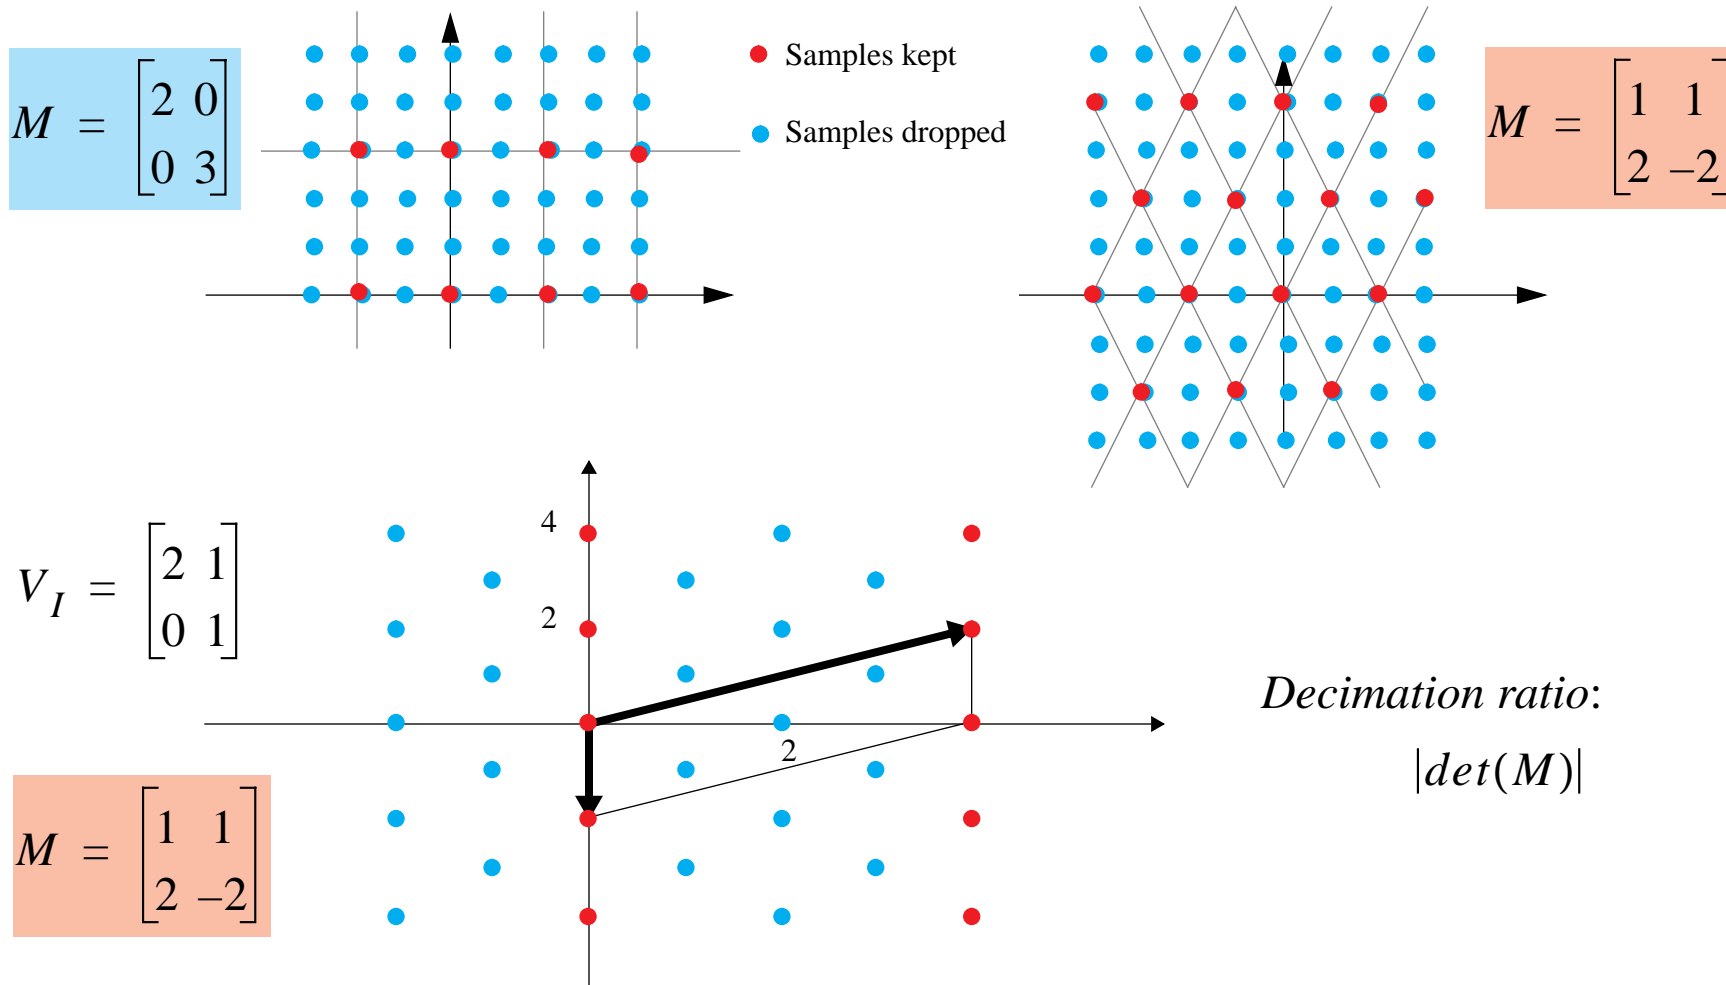 M = [2 0
0 3]
Samples kept
Samples dropped
M = [1 1
2 –2]
V_I = [2 1
0 1]
4
2
2
M = [1 1
2 –2]
Decimation ratio:
|det(M)|